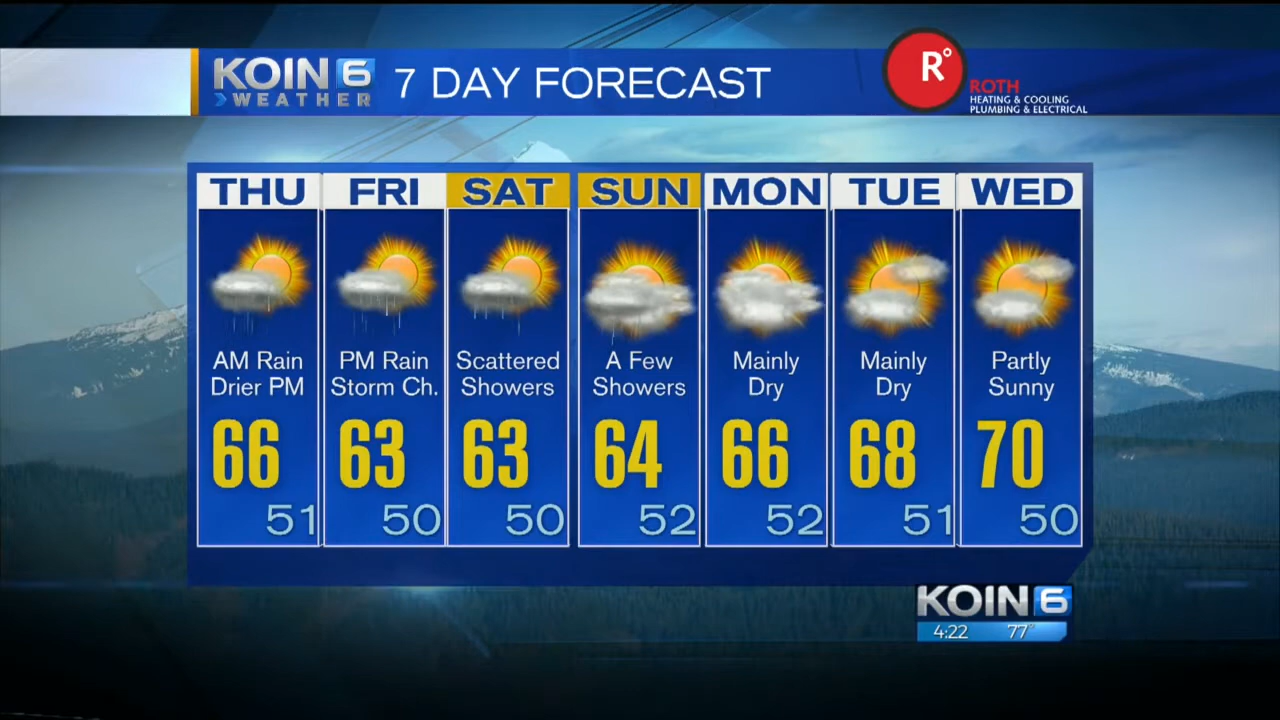 KOIN 6
WEATHER
7 DAY FORECAST
R°
ROTH
HEATING & COOLING
PLUMBING & ELECTRICAL
THU
AM Rain
Drier PM
66
51
FRI
PM Rain
Storm Ch.
63
50
SAT
Scattered
Showers
63
50
SUN
A Few
Showers
64
52
MON
Mainly
Dry
66
52
TUE
Mainly
Dry
68
51
WED
Partly
Sunny
70
50
KOIN 6
4:22 77°